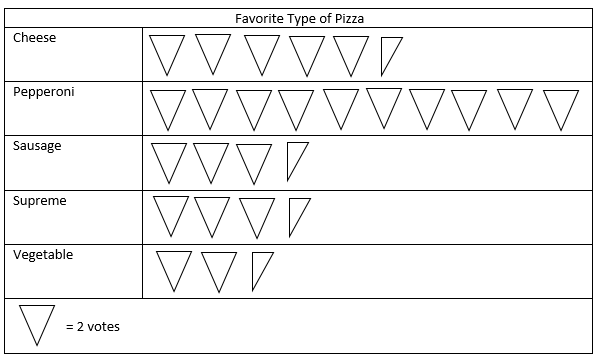 Favorite Type of Pizza
Cheese
Pepperoni
Sausage
Supreme
Vegetable
= 2 votes